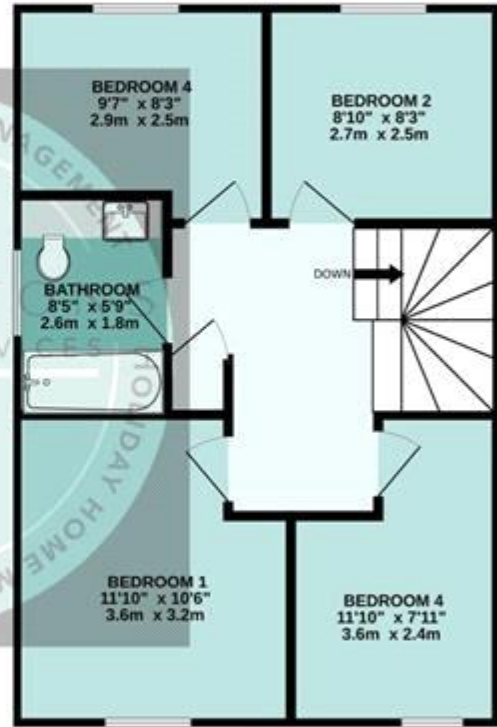 BEDROOM 4
9'7" x 8'3"
2.9m x 2.5m
BEDROOM 2
8'10" x 8'3"
2.7m x 2.5m
DOWN
BATHROOM
8'5" x 5'9"
2.6m x 1.8m
BEDROOM 1
11'10" x 10'6"
3.6m x 3.2m
BEDROOM 4
11'10" x 7'11"
3.6m x 2.4m
HOLIDAY HOME